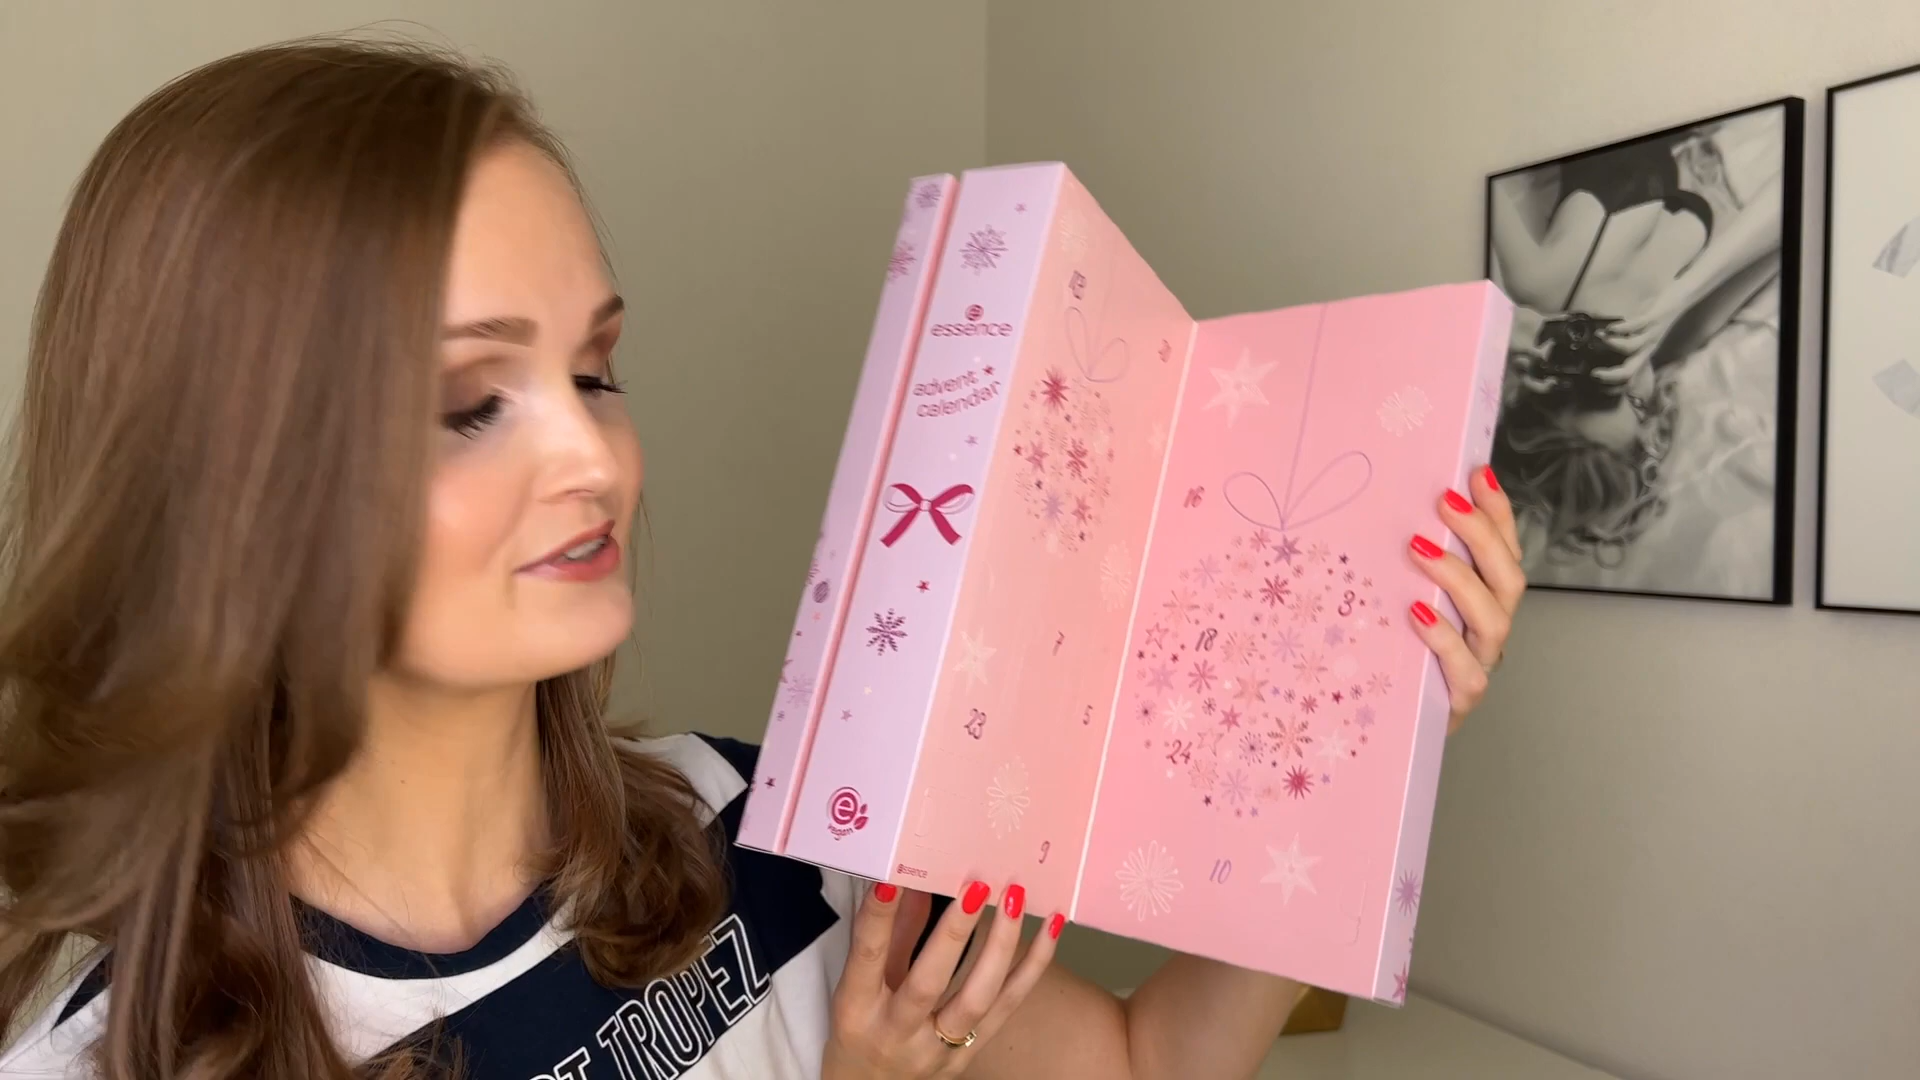 essence
advent
calendar
e
vegan
essence
7
23
5
9
16
3
18
24
10
ST TROPEZ